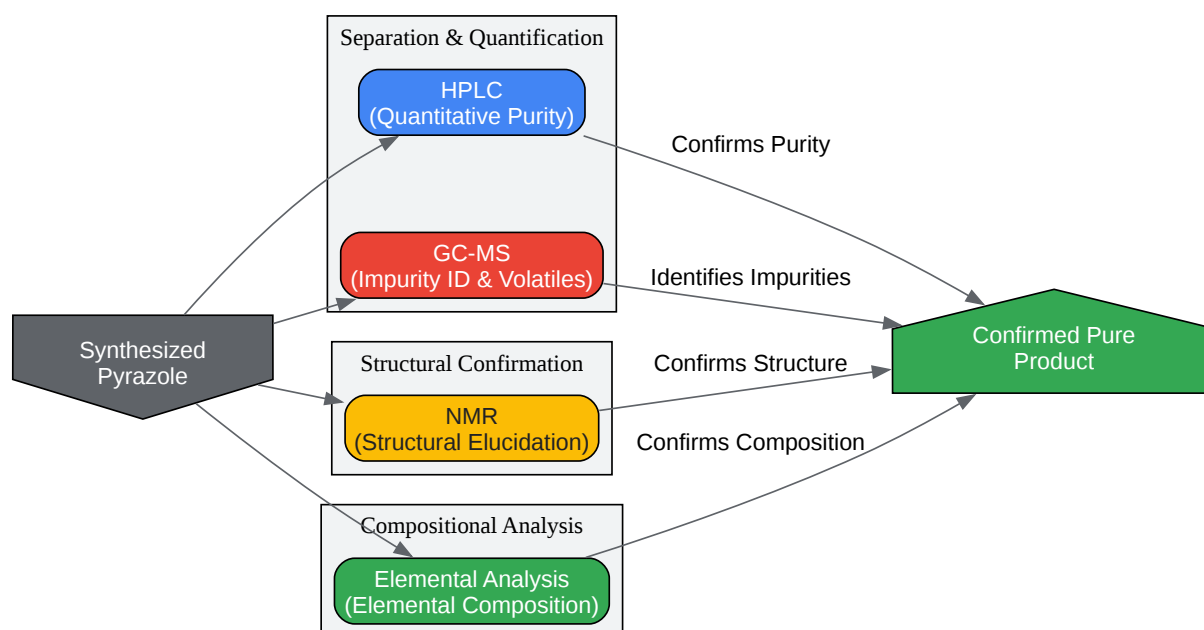 Separation & Quantification
HPLC
(Quantitative Purity)
Confirms Purity
GC-MS
(Impurity ID & Volatiles)
Identifies Impurities
Synthesized
Pyrazole
Confirmed Pure
Product
Structural Confirmation
Confirms Structure
NMR
(Structural Elucidation)
Confirms Composition
Compositional Analysis
Elemental Analysis
(Elemental Composition)